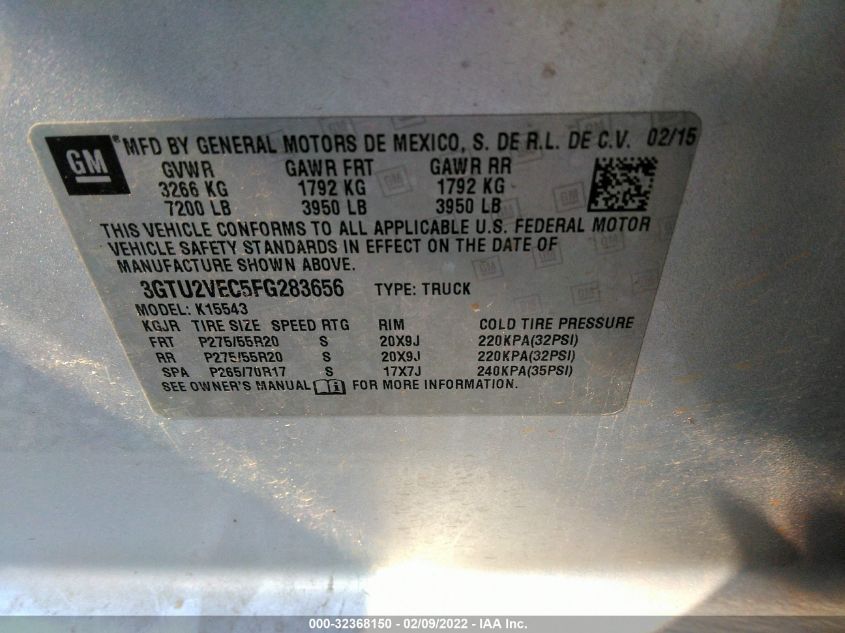 GM ® MFD BY GENERAL MOTORS DE MEXICO, S. DE R.L. DE C.V. 02/15
GVWR GAWR FRT GAWR RR
3266 KG 1792 KG 1792 KG
7200 LB 3950 LB 3950 LB
THIS VEHICLE CONFORMS TO ALL APPLICABLE U.S. FEDERAL MOTOR
VEHICLE SAFETY STANDARDS IN EFFECT ON THE DATE OF
MANUFACTURE SHOWN ABOVE.
3GTU2VEC5FG283656 TYPE: TRUCK
MODEL: K15543
KGJR TIRE SIZE SPEED RTG RIM COLD TIRE PRESSURE
FRT P275/55R20 S 20X9J 220KPA(32PSI)
RR P275/55R20 S 20X9J 220KPA(32PSI)
SPA P265/70R17 S 17X7J 240KPA(35PSI)
SEE OWNER'S MANUAL FOR MORE INFORMATION.
000-32368150 - 02/09/2022 - IAA Inc.